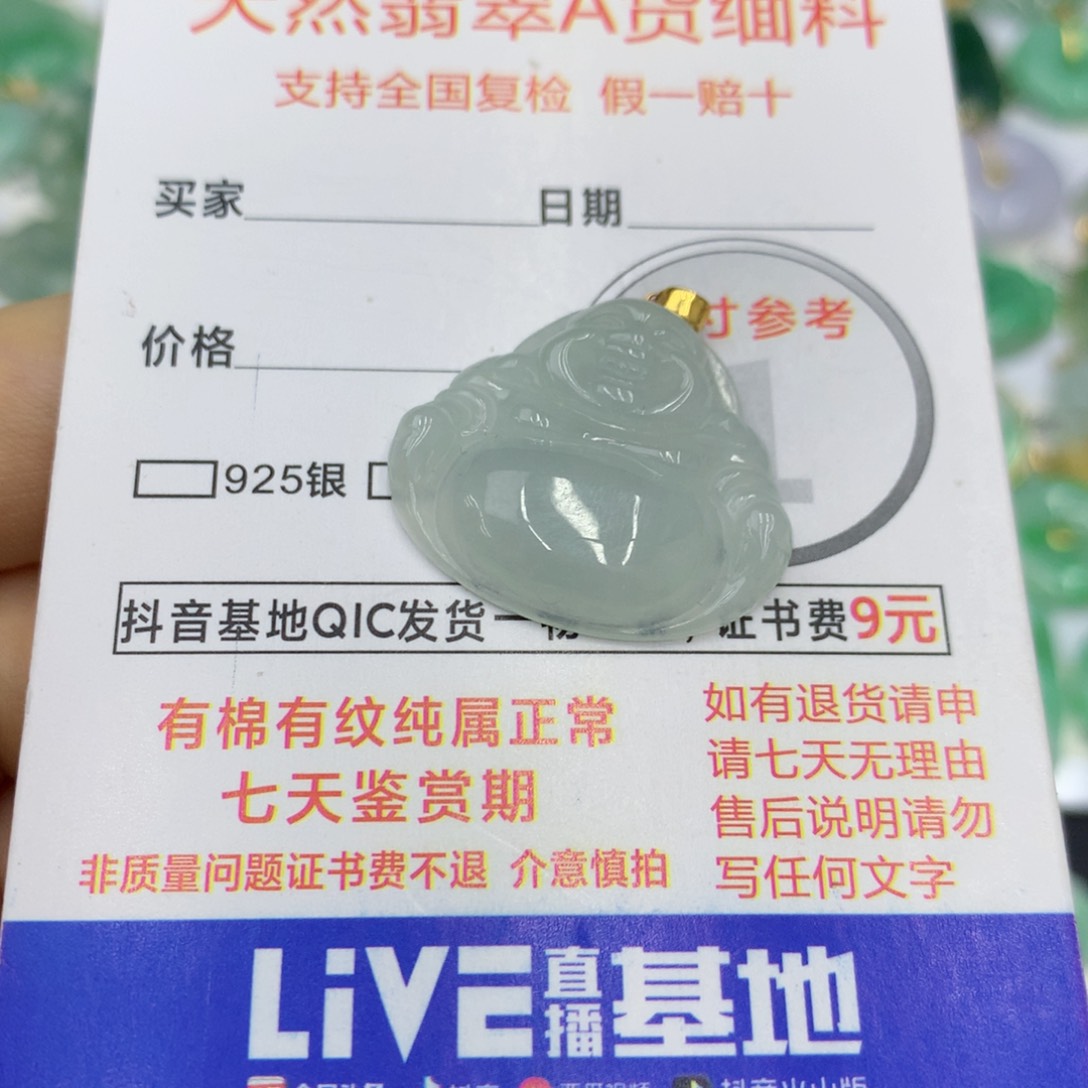 天然翡翠A货缅料
支持全国复检 假一赔十
买家 日期
价格
寸参考
925银
抖音基地QIC发货一物 证书费9元
有棉有纹纯属正常
七天鉴赏期
非质量问题证书费不退 介意慎拍
如有退货请申
请七天无理由
售后说明请勿
写任何文字
LiVE直播基地